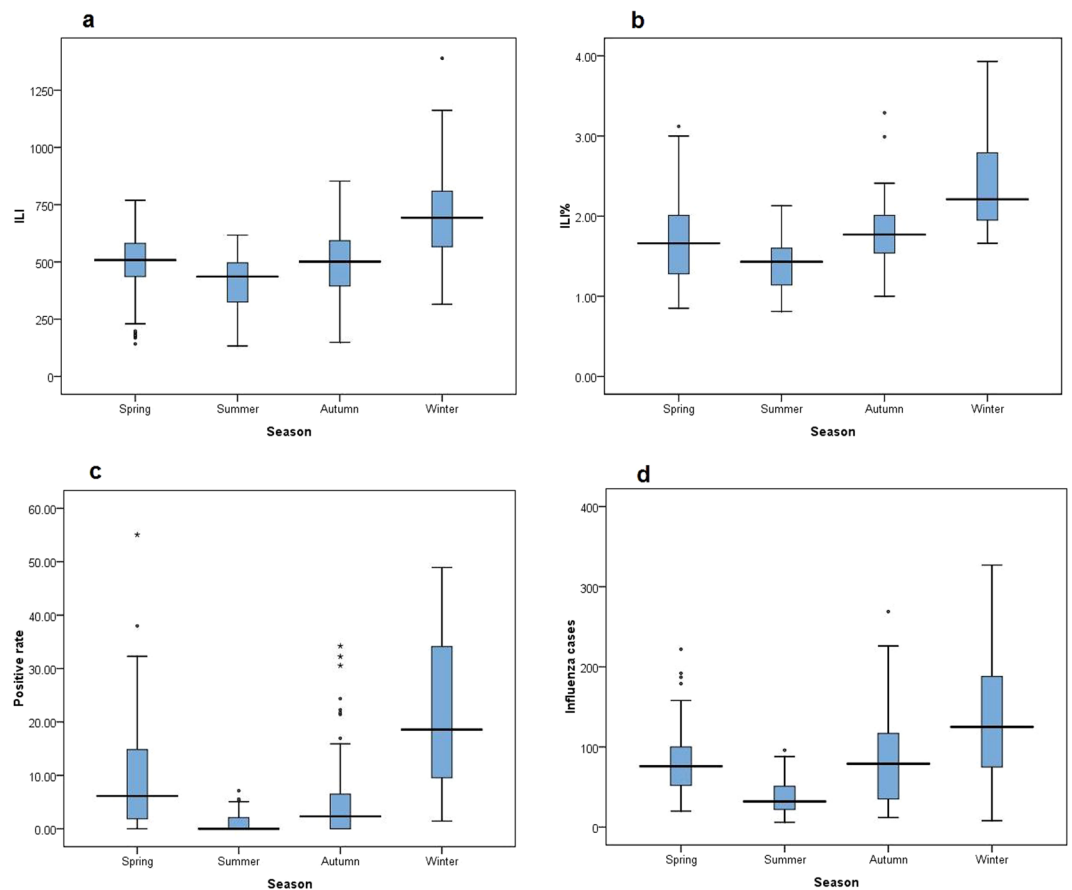 a
1250
1000
750
500
250
0
ILI
Spring Summer Autumn Winter
Season
b
4.00
3.00
2.00
1.00
0.00
ILI%
Spring Summer Autumn Winter
Season
c
60.00
50.00
40.00
30.00
20.00
10.00
0.00
Positive rate
Spring Summer Autumn Winter
Season
d
400
300
200
100
0
Influenza cases
Spring Summer Autumn Winter
Season